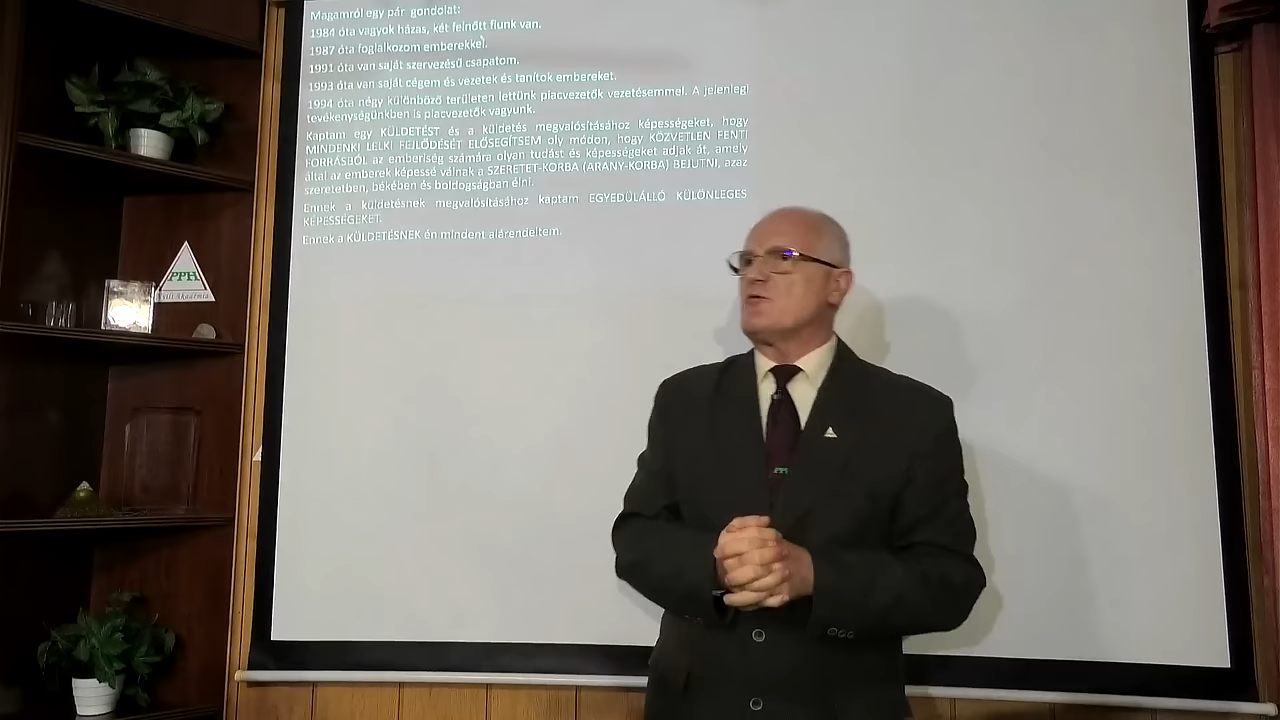 Magamról egy pár gondolat:
1984 óta vagyok házas, két felnőtt fiunk van.
1987 óta foglalkozom emberekkel.
1991 óta van saját szervezésű csapatom.
1993 óta van saját cégem és vezetek és tanítok embereket.
1994 óta négy különböző területen lettünk piacvezetők vezetésemmel. A jelenlegi
tevékenységünkben is piacvezetők vagyunk.
Kaptam egy KÜLDETÉST és a küldetés megvalósításához képességeket, hogy
MINDENKI LELKI FEJLŐDÉSÉT ELŐSEGÍTSEM oly módon, hogy KÖZVETLEN FENTI
FORRÁSBÓL az emberiség számára olyan tudást és képességeket adjak át, amely
által az emberek képessé válnak a SZERETET-KORBA (ARANY-KORBA) BEJUTNI, azaz
szeretetben, békében és boldogságban élni.
Ennek a küldetésnek megvalósításához kaptam EGYEDÜLÁLLÓ KÜLÖNLEGES
KÉPESSÉGEKET.
Ennek a KÜLDETÉSNEK én mindent alárendeltem.
PPH
Nyílt Akadémia